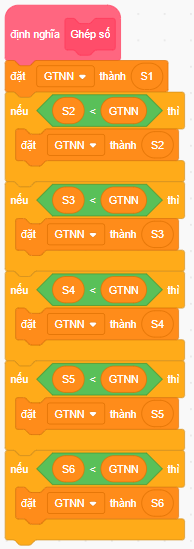 định nghĩa Ghép số
đặt GTNN thành S1
nếu S2 < GTNN thì
đặt GTNN thành S2
nếu S3 < GTNN thì
đặt GTNN thành S3
nếu S4 < GTNN thì
đặt GTNN thành S4
nếu S5 < GTNN thì
đặt GTNN thành S5
nếu S6 < GTNN thì
đặt GTNN thành S6